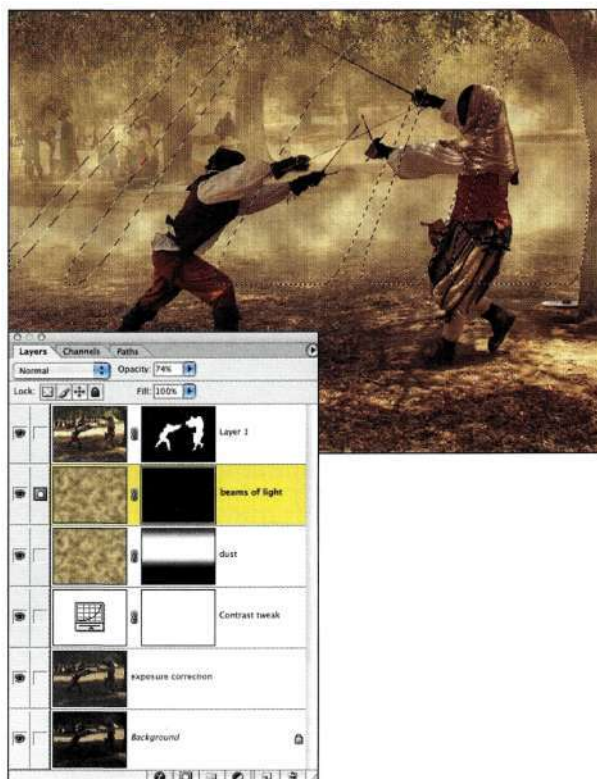 Layers Channels Paths
Normal Opacity: 74%
Lock: Fill: 100%
Layer 1
beams of light
dust
Contrast tweak
exposure correction
Background